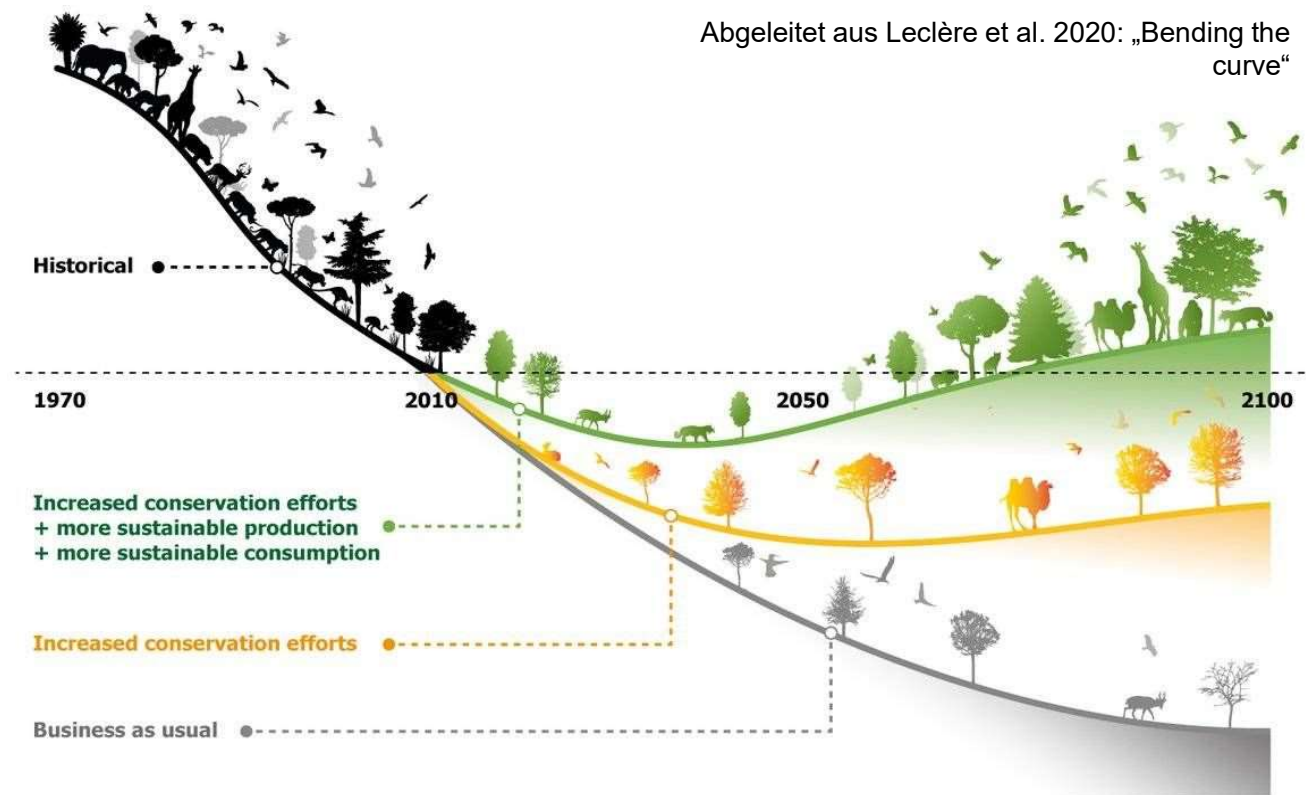 Abgeleitet aus Leclère et al. 2020: „Bending the
curve“
Historical
1970
2010
2050
2100
Increased conservation efforts
+ more sustainable production
+ more sustainable consumption
Increased conservation efforts
Business as usual